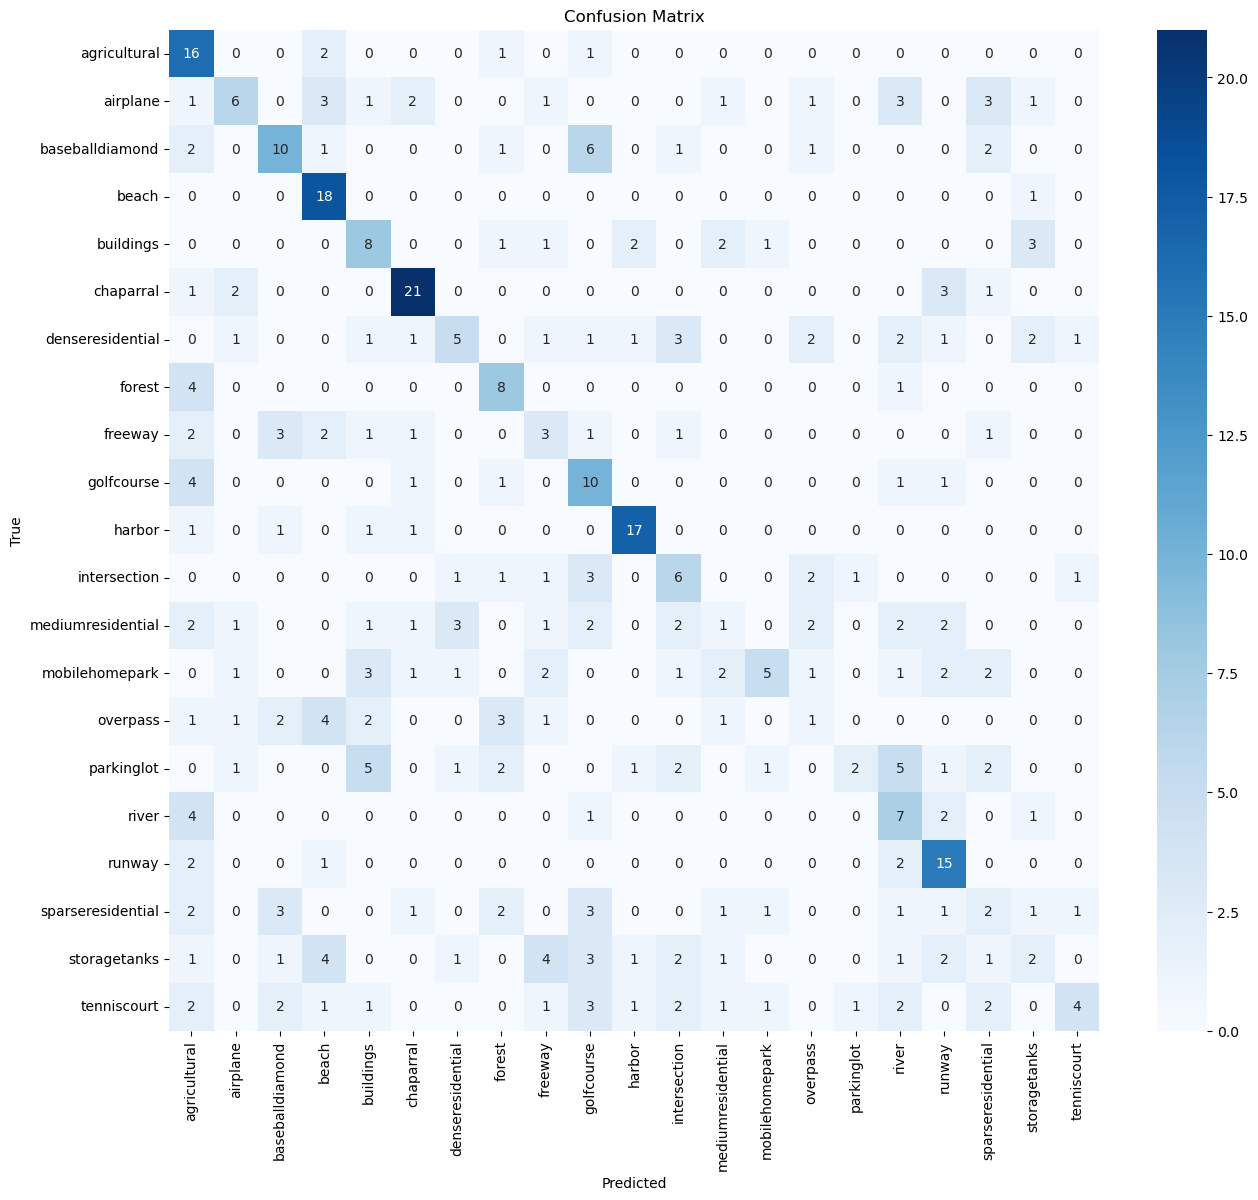 Confusion Matrix
agricultural 16 0 0 2 0 0 0 1 0 1 0 0 0 0 0 0 0 0 0 0 0
airplane 1 6 0 3 1 2 0 0 1 0 0 0 1 0 1 0 3 0 3 1 0
baseballdiamond 2 0 10 1 0 0 0 1 0 6 0 1 0 0 1 0 0 0 2 0 0
beach 0 0 0 18 0 0 0 0 0 0 0 0 0 0 0 0 0 0 0 1 0
buildings 0 0 0 0 8 0 0 1 1 0 2 0 2 1 0 0 0 0 0 3 0
chaparral 1 2 0 0 0 21 0 0 0 0 0 0 0 0 0 0 0 3 1 0 0
denseresidential 0 1 0 0 1 1 5 0 1 1 1 3 0 0 2 0 2 1 0 2 1
forest 4 0 0 0 0 0 0 8 0 0 0 0 0 0 0 0 1 0 0 0 0
freeway 2 0 3 2 1 1 0 0 3 1 0 1 0 0 0 0 0 0 1 0 0
golfcourse 4 0 0 0 0 1 0 1 0 10 0 0 0 0 0 0 1 1 0 0 0
harbor 1 0 1 0 1 1 0 0 0 0 17 0 0 0 0 0 0 0 0 0 0
intersection 0 0 0 0 0 0 1 1 1 3 0 6 0 0 2 1 0 0 0 0 1
mediumresidential 2 1 0 0 1 1 3 0 1 2 0 2 1 0 2 0 2 2 0 0 0
mobilehomepark 0 1 0 0 3 1 1 0 2 0 0 1 2 5 1 0 1 2 2 0 0
overpass 1 1 2 4 2 0 0 3 1 0 0 0 1 0 1 0 0 0 0 0 0
parkinglot 0 1 0 0 5 0 1 2 0 0 1 2 0 1 0 2 5 1 2 0 0
river 4 0 0 0 0 0 0 0 0 1 0 0 0 0 0 0 7 2 0 1 0
runway 2 0 0 1 0 0 0 0 0 0 0 0 0 0 0 0 2 15 0 0 0
sparseresidential 2 0 3 0 0 1 0 2 0 3 0 0 1 1 0 0 1 1 2 1 1
storagetanks 1 0 1 4 0 0 1 0 4 3 1 2 1 0 0 0 1 2 1 2 0
tenniscourt 2 0 2 1 1 0 0 0 1 3 1 2 1 1 0 1 2 0 2 0 4
True
agricultural
airplane
baseballdiamond
beach
buildings
chaparral
denseresidential
forest
freeway
golfcourse
harbor
intersection
mediumresidential
mobilehomepark
overpass
parkinglot
river
runway
sparseresidential
storagetanks
tenniscourt
Predicted
20.0
17.5
15.0
12.5
10.0
7.5
5.0
2.5
0.0